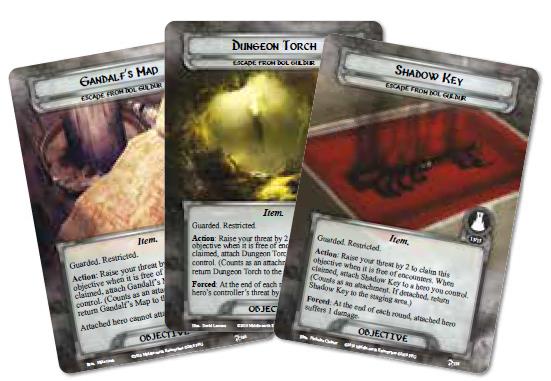 Gandalf's Map
Escape from Dol Guldur
Item.
Guarded. Restricted.
Action: Raise your threat by
objective when it is free of
claimed, attach Gandalf's
control. (Counts as an
return Gandalf's Map to
Attached hero cannot
OBJECTIVE
Dungeon Torch
Escape from Dol Guldur
Item.
Guarded. Restricted.
Action: Raise your threat by 2
objective when it is free of
claimed, attach Dungeon
control. (Counts as an
return Dungeon Torch to the
Forced: At the end of each
hero's controller's threat by
OBJECTIVE
Shadow Key
Escape from Dol Guldur
Item.
Guarded. Restricted.
Action: Raise your threat by 2 to claim this
objective when it is free of encounters. When
claimed, attach Shadow Key to a hero you control.
(Counts as an attachment. If detached, return
Shadow Key to the staging area.)
Forced: At the end of each round, attached hero
suffers 1 damage.
OBJECTIVE